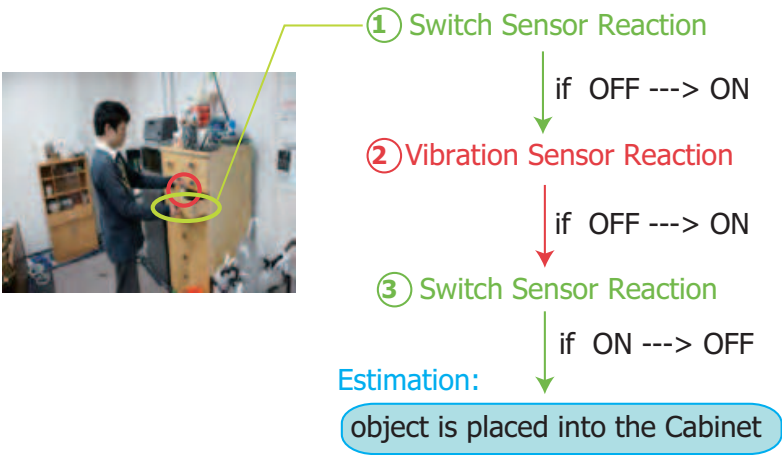 ① Switch Sensor Reaction
if OFF ---> ON
② Vibration Sensor Reaction
if OFF ---> ON
③ Switch Sensor Reaction
if ON ---> OFF
Estimation:
object is placed into the Cabinet